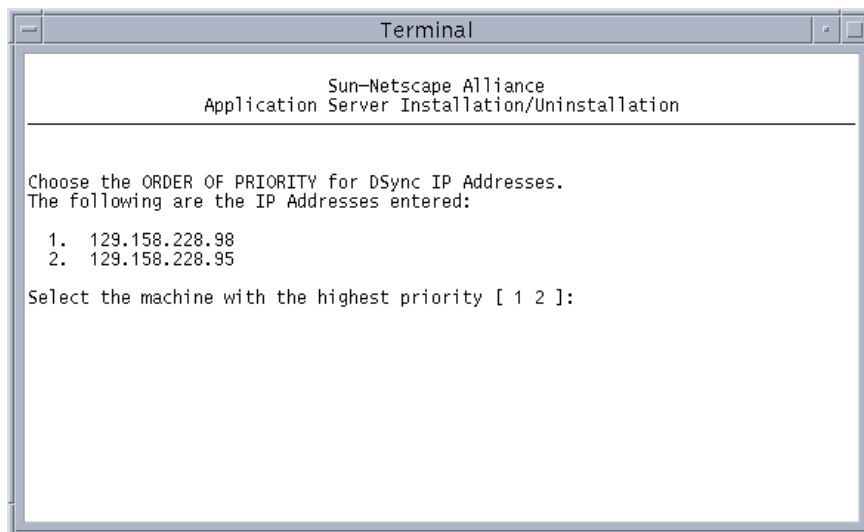 Terminal
Sun-Netscape Alliance
Application Server Installation/Uninstallation
Choose the ORDER OF PRIORITY for DSync IP Addresses.
The following are the IP Addresses entered:
1. 129.158.228.98
2. 129.158.228.95
Select the machine with the highest priority [ 1 2 ]: